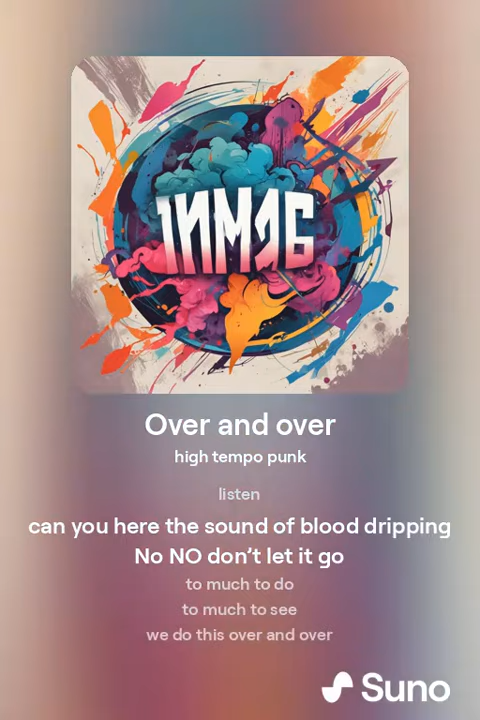 1NM16
Over and over
high tempo punk
listen
can you here the sound of blood dripping
No NO don't let it go
to much to do
to much to see
we do this over and over
Suno